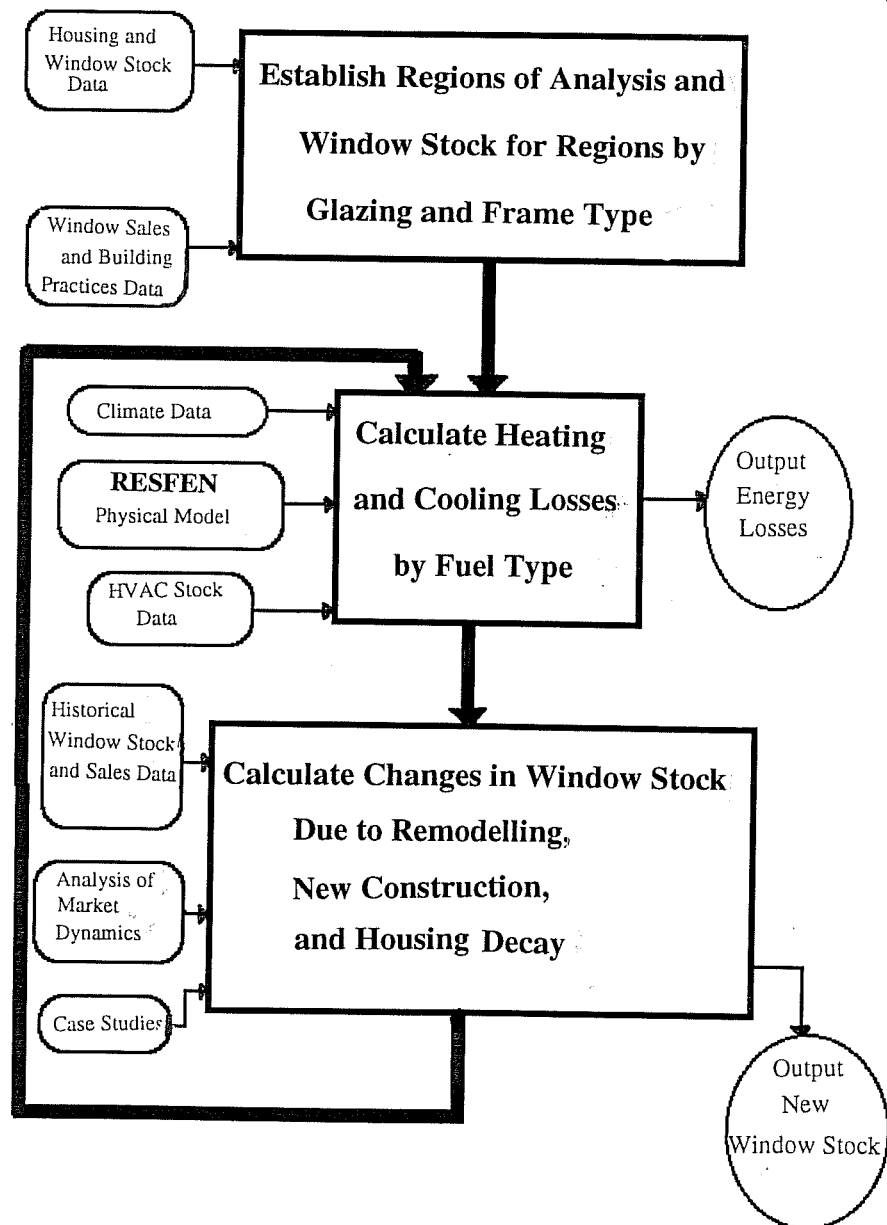 Housing and
Window Stock
Data
Establish Regions of Analysis and
Window Stock for Regions by
Glazing and Frame Type
Window Sales
and Building
Practices Data
Climate Data
RESFEN
Physical Model
HVAC Stock
Data
Calculate Heating
and Cooling Losses
by Fuel Type
Output
Energy
Losses
Historical
Window Stock
and Sales Data
Analysis of
Market
Dynamics
Case Studies
Calculate Changes in Window Stock
Due to Remodelling,
New Construction,
and Housing Decay
Output
New
Window Stock